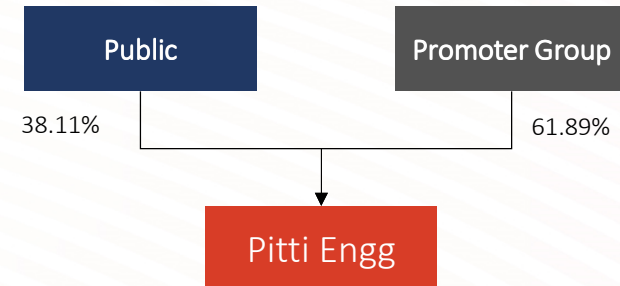 Public
Promoter Group
38.11%
61.89%
Pitti Engg